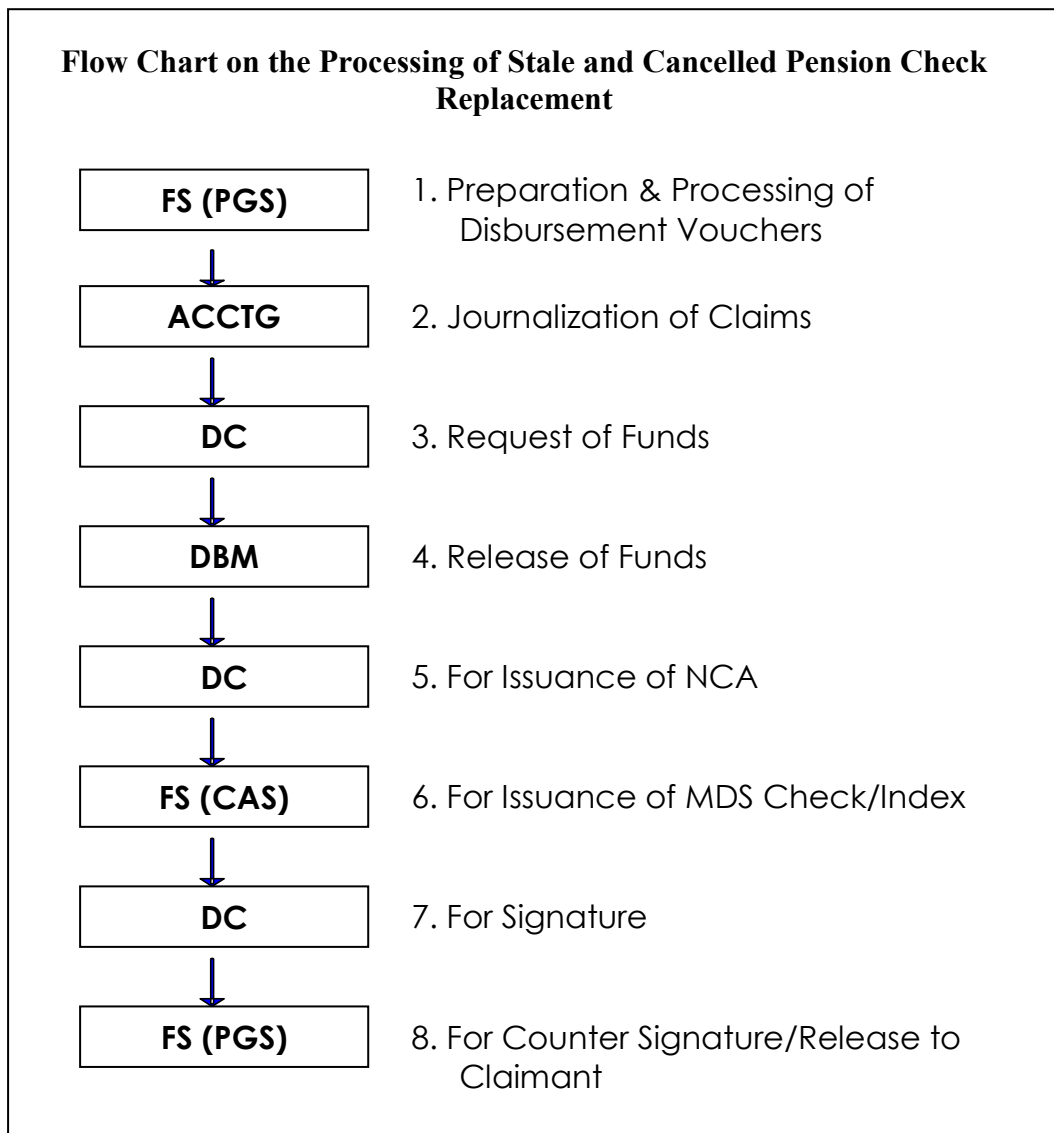 Flow Chart on the Processing of Stale and Cancelled Pension Check
Replacement
FS (PGS)
1. Preparation & Processing of
Disbursement Vouchers
ACCTG
2. Journalization of Claims
DC
3. Request of Funds
DBM
4. Release of Funds
DC
5. For Issuance of NCA
FS (CAS)
6. For Issuance of MDS Check/Index
DC
7. For Signature
FS (PGS)
8. For Counter Signature/Release to
Claimant